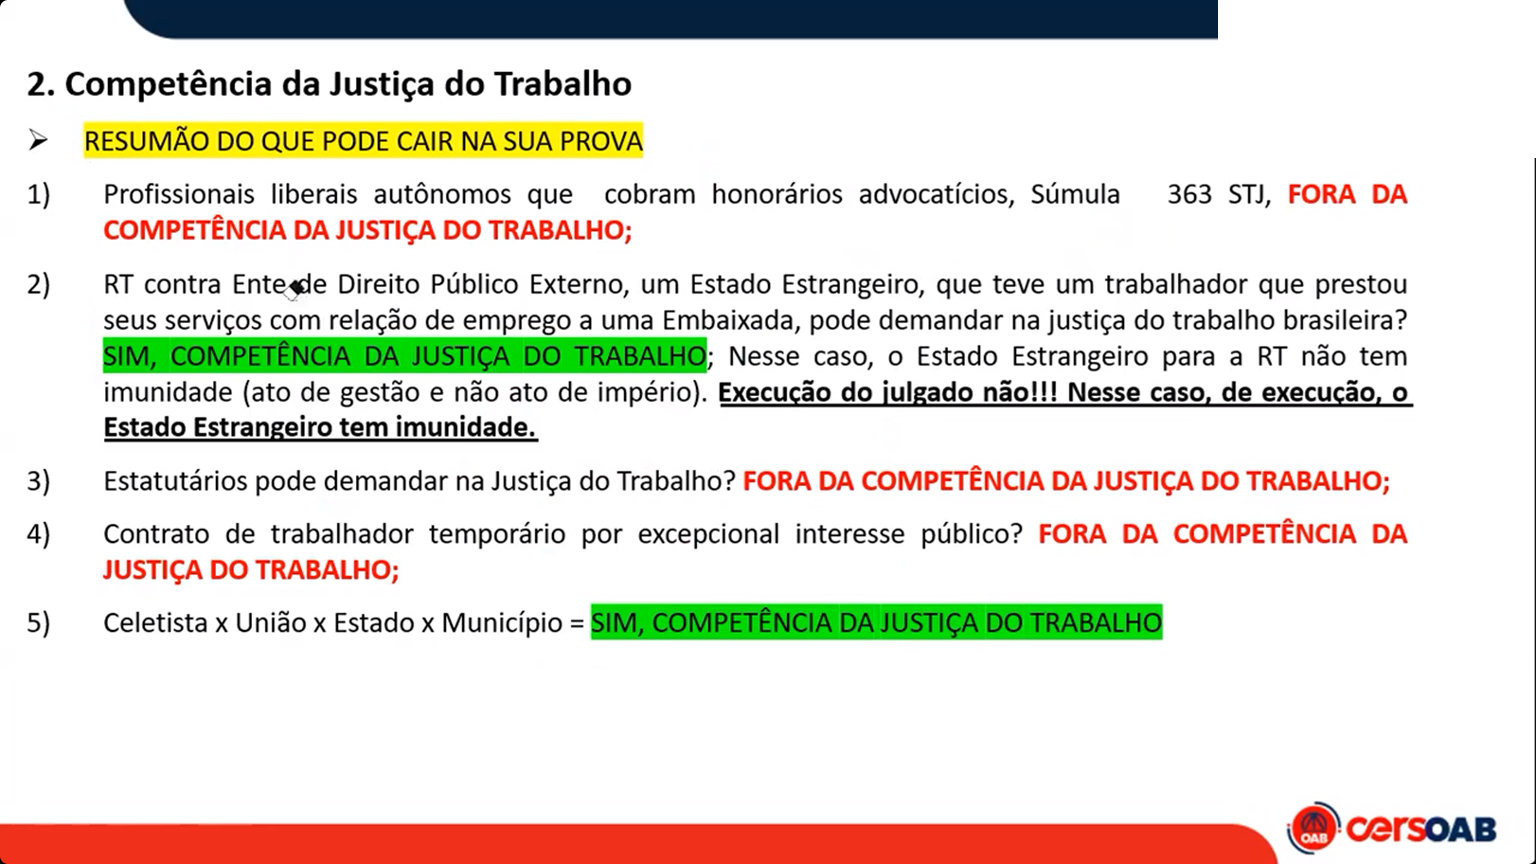 2. Competência da Justiça do Trabalho
➢ RESUMÃO DO QUE PODE CAIR NA SUA PROVA
1) Profissionais liberais autônomos que cobram honorários advocatícios, Súmula 363 STJ, FORA DA
COMPETÊNCIA DA JUSTIÇA DO TRABALHO;
2) RT contra Ente de Direito Público Externo, um Estado Estrangeiro, que teve um trabalhador que prestou
seus serviços com relação de emprego a uma Embaixada, pode demandar na justiça do trabalho brasileira?
SIM, COMPETÊNCIA DA JUSTIÇA DO TRABALHO; Nesse caso, o Estado Estrangeiro para a RT não tem
imunidade (ato de gestão e não ato de império). Execução do julgado não!!! Nesse caso, de execução, o
Estado Estrangeiro tem imunidade.
3) Estatutários pode demandar na Justiça do Trabalho? FORA DA COMPETÊNCIA DA JUSTIÇA DO TRABALHO;
4) Contrato de trabalhador temporário por excepcional interesse público? FORA DA COMPETÊNCIA DA
JUSTIÇA DO TRABALHO;
5) Celetista x União x Estado x Município = SIM, COMPETÊNCIA DA JUSTIÇA DO TRABALHO
OAB cersOAB